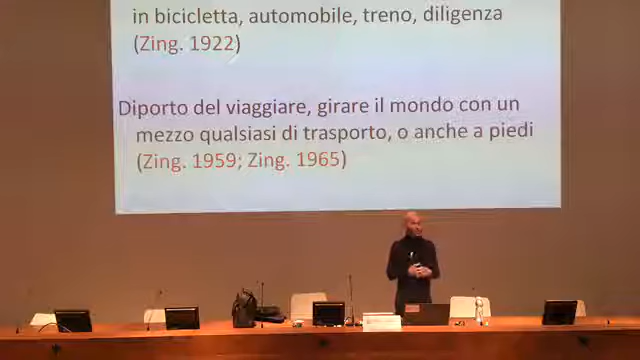 in bicicletta, automobile, treno, diligenza
(Zing. 1922)
Diporto del viaggiare, girare il mondo con un
mezzo qualsiasi di trasporto, o anche a piedi
(Zing. 1959; Zing. 1965)